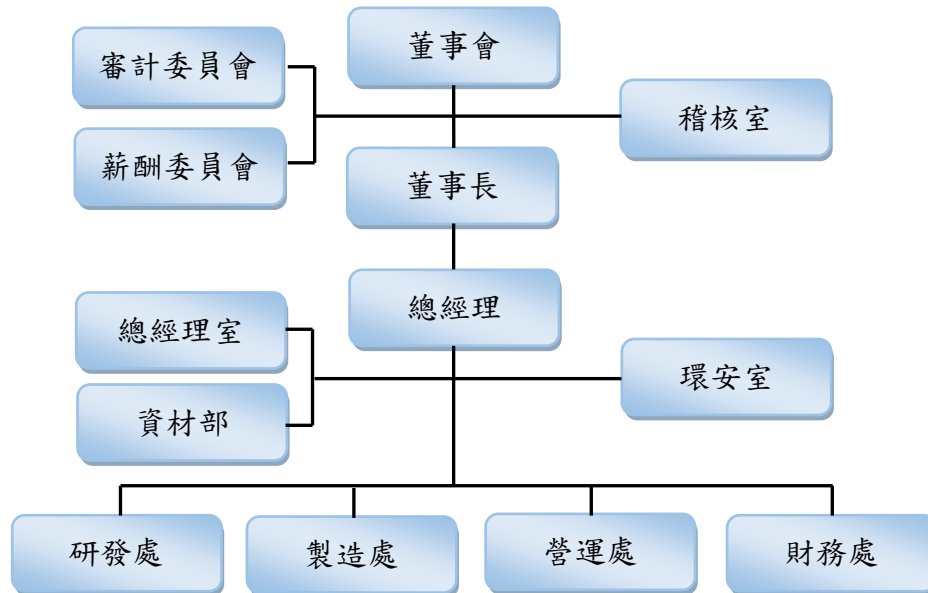 董事會
審計委員會
稽核室
薪酬委員會
董事長
總經理
總經理室
環安室
資材部
研發處
製造處
營運處
財務處